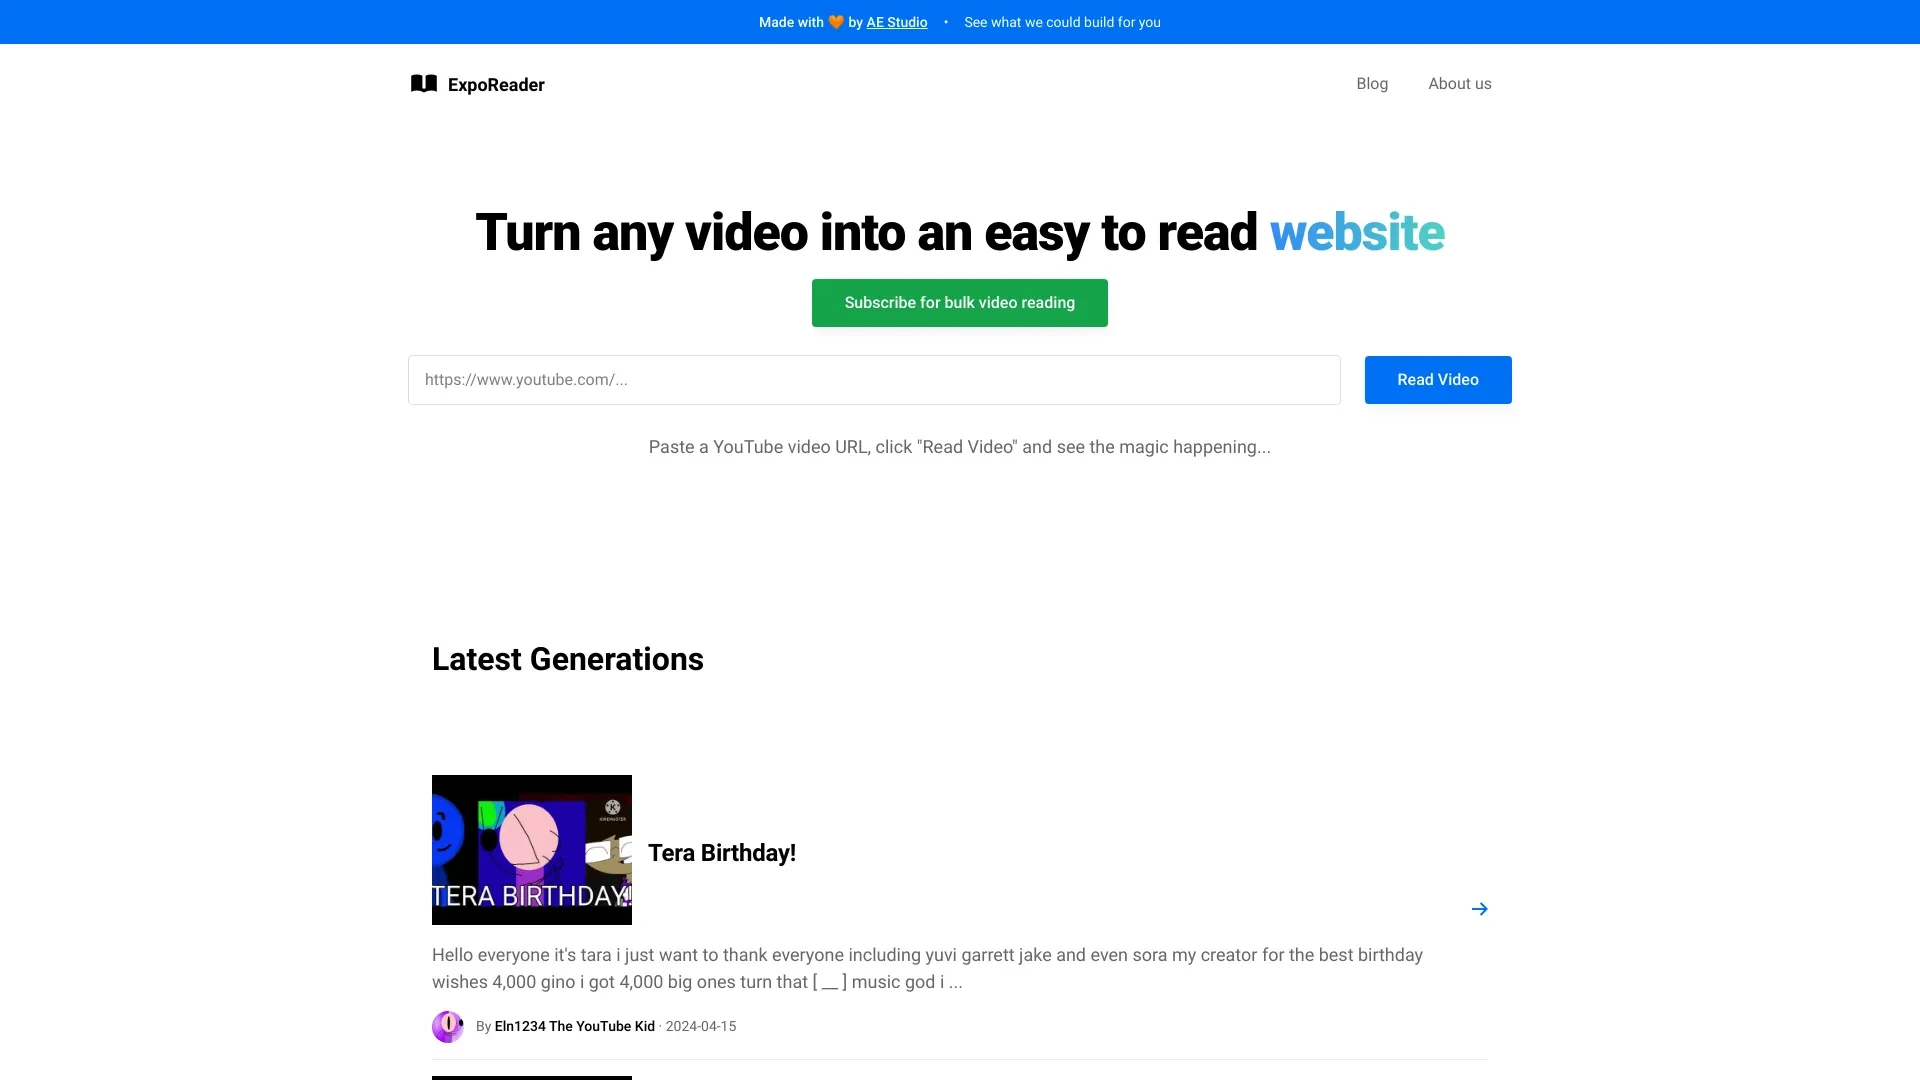 Made with 🧡 by AE Studio • See what we could build for you
ExpoReader
Blog
About us
Turn any video into an easy to read website
Subscribe for bulk video reading
https://www.youtube.com/...
Read Video
Paste a YouTube video URL, click "Read Video" and see the magic happening...
Latest Generations
KINEMASTER
TERA BIRTHDAY!
Tera Birthday!
Hello everyone it's tara i just want to thank everyone including yuvi garrett jake and even sora my creator for the best birthday
wishes 4,000 gino i got 4,000 big ones turn that [ __ ] music god i ...
By Eln1234 The YouTube Kid · 2024-04-15